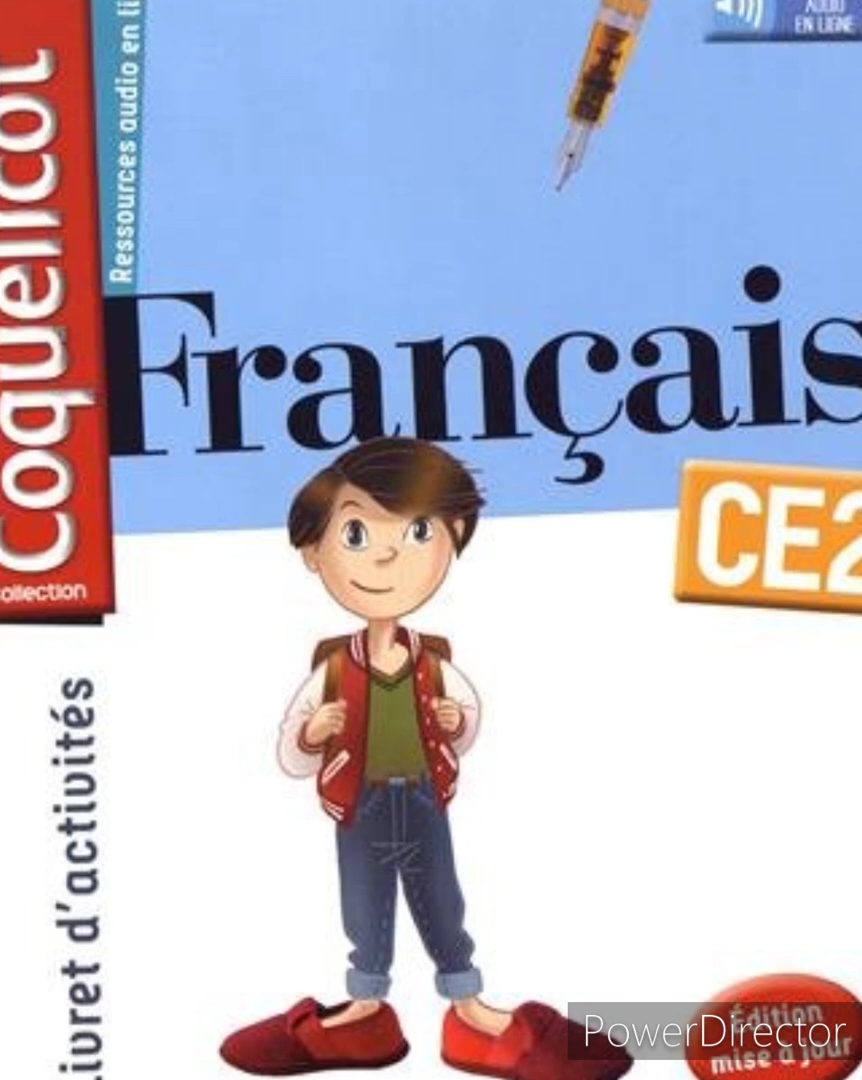 Coquelicot
collection
Ressources audio en li
AUDIO
EN LIGNE
Français
CE2
Livret d'activités
Édition
mise à jour
PowerDirector